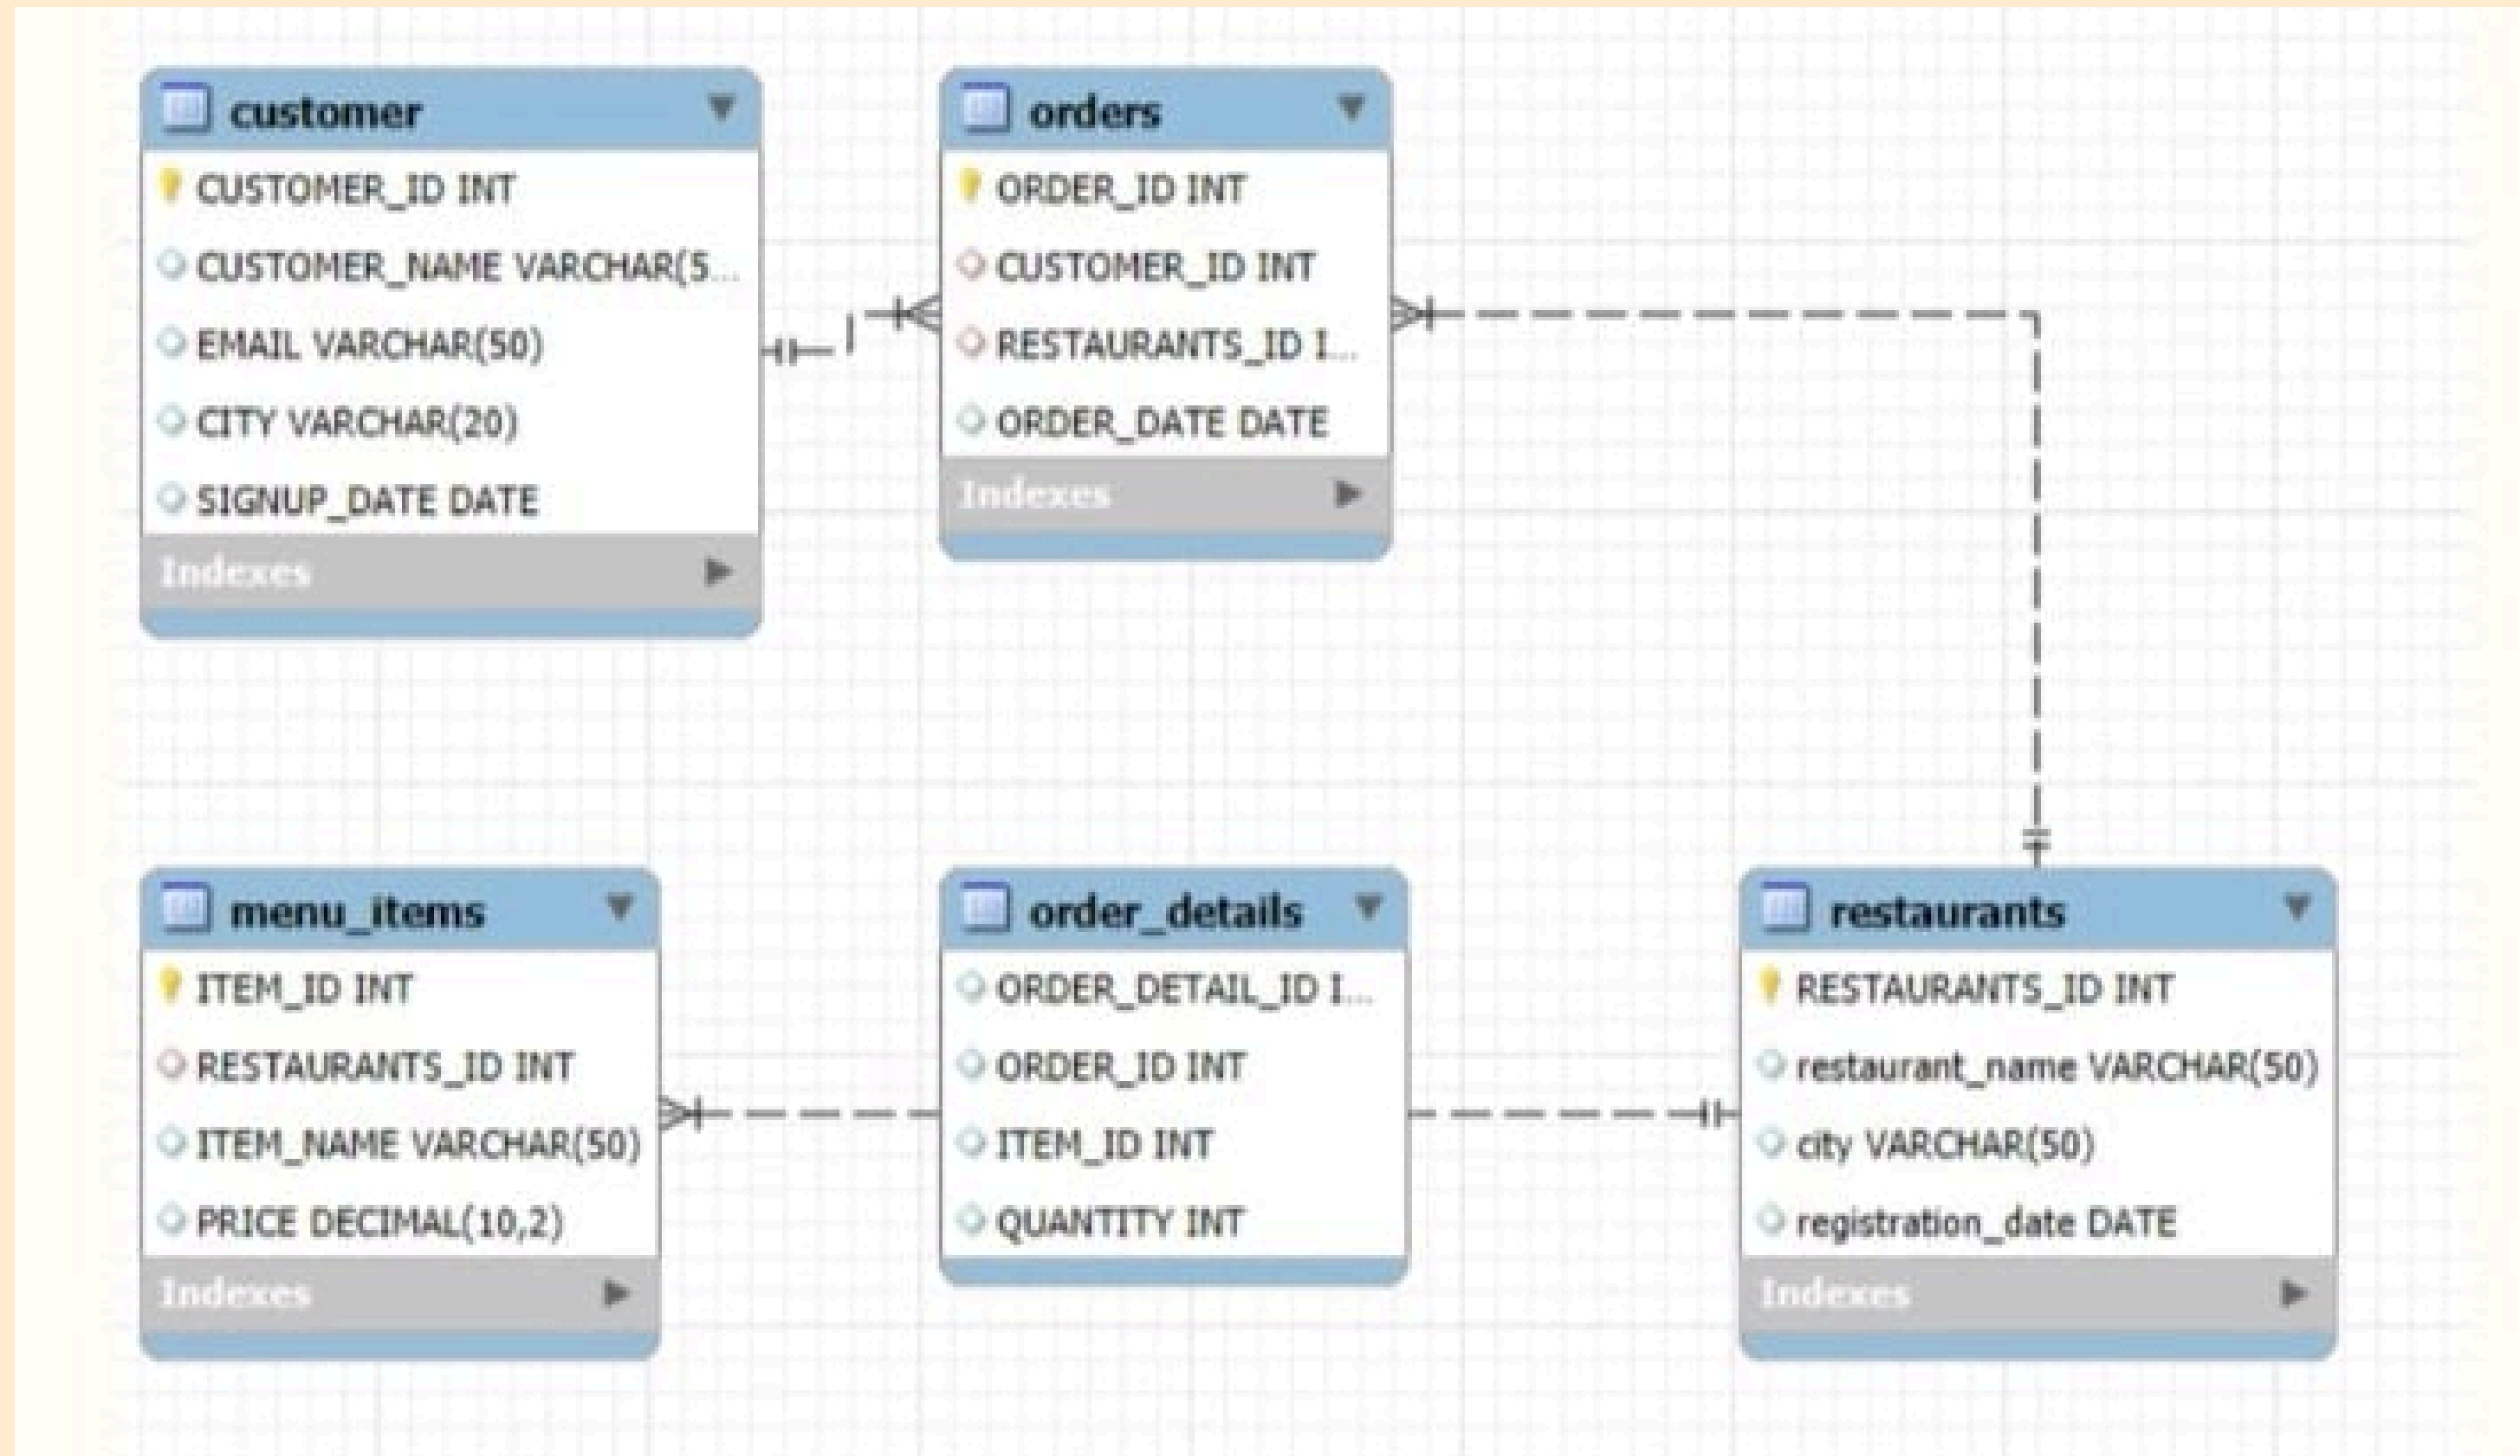 customer
CUSTOMER_ID INT
CUSTOMER_NAME VARCHAR(5...
EMAIL VARCHAR(50)
CITY VARCHAR(20)
SIGNUP_DATE DATE
Indexes
orders
ORDER_ID INT
CUSTOMER_ID INT
RESTAURANTS_ID I...
ORDER_DATE DATE
Indexes
menu_items
ITEM_ID INT
RESTAURANTS_ID INT
ITEM_NAME VARCHAR(50)
PRICE DECIMAL(10,2)
Indexes
order_details
ORDER_DETAIL_ID I...
ORDER_ID INT
ITEM_ID INT
QUANTITY INT
restaurants
RESTAURANTS_ID INT
restaurant_name VARCHAR(50)
city VARCHAR(50)
registration_date DATE
Indexes